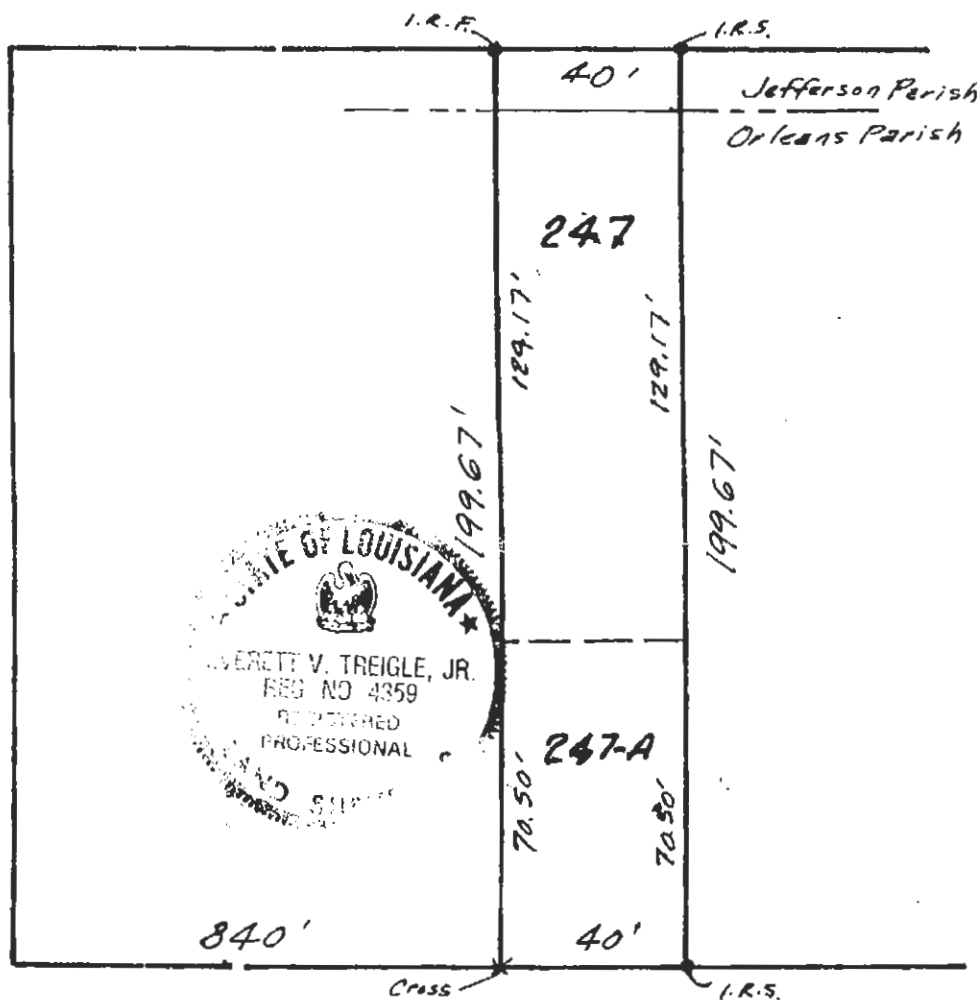 I.R.F.
I.R.S.
40'
Jefferson Parish
Orleans Parish
247
129.17'
129.17'
199.67'
199.67'
STATE OF LOUISIANA ★
EVERETT V. TREIGLE, JR.
REG NO 4359
REGISTERED
PROFESSIONAL
247-A
70.50'
70.50'
840'
40'
Cross
I.R.S.